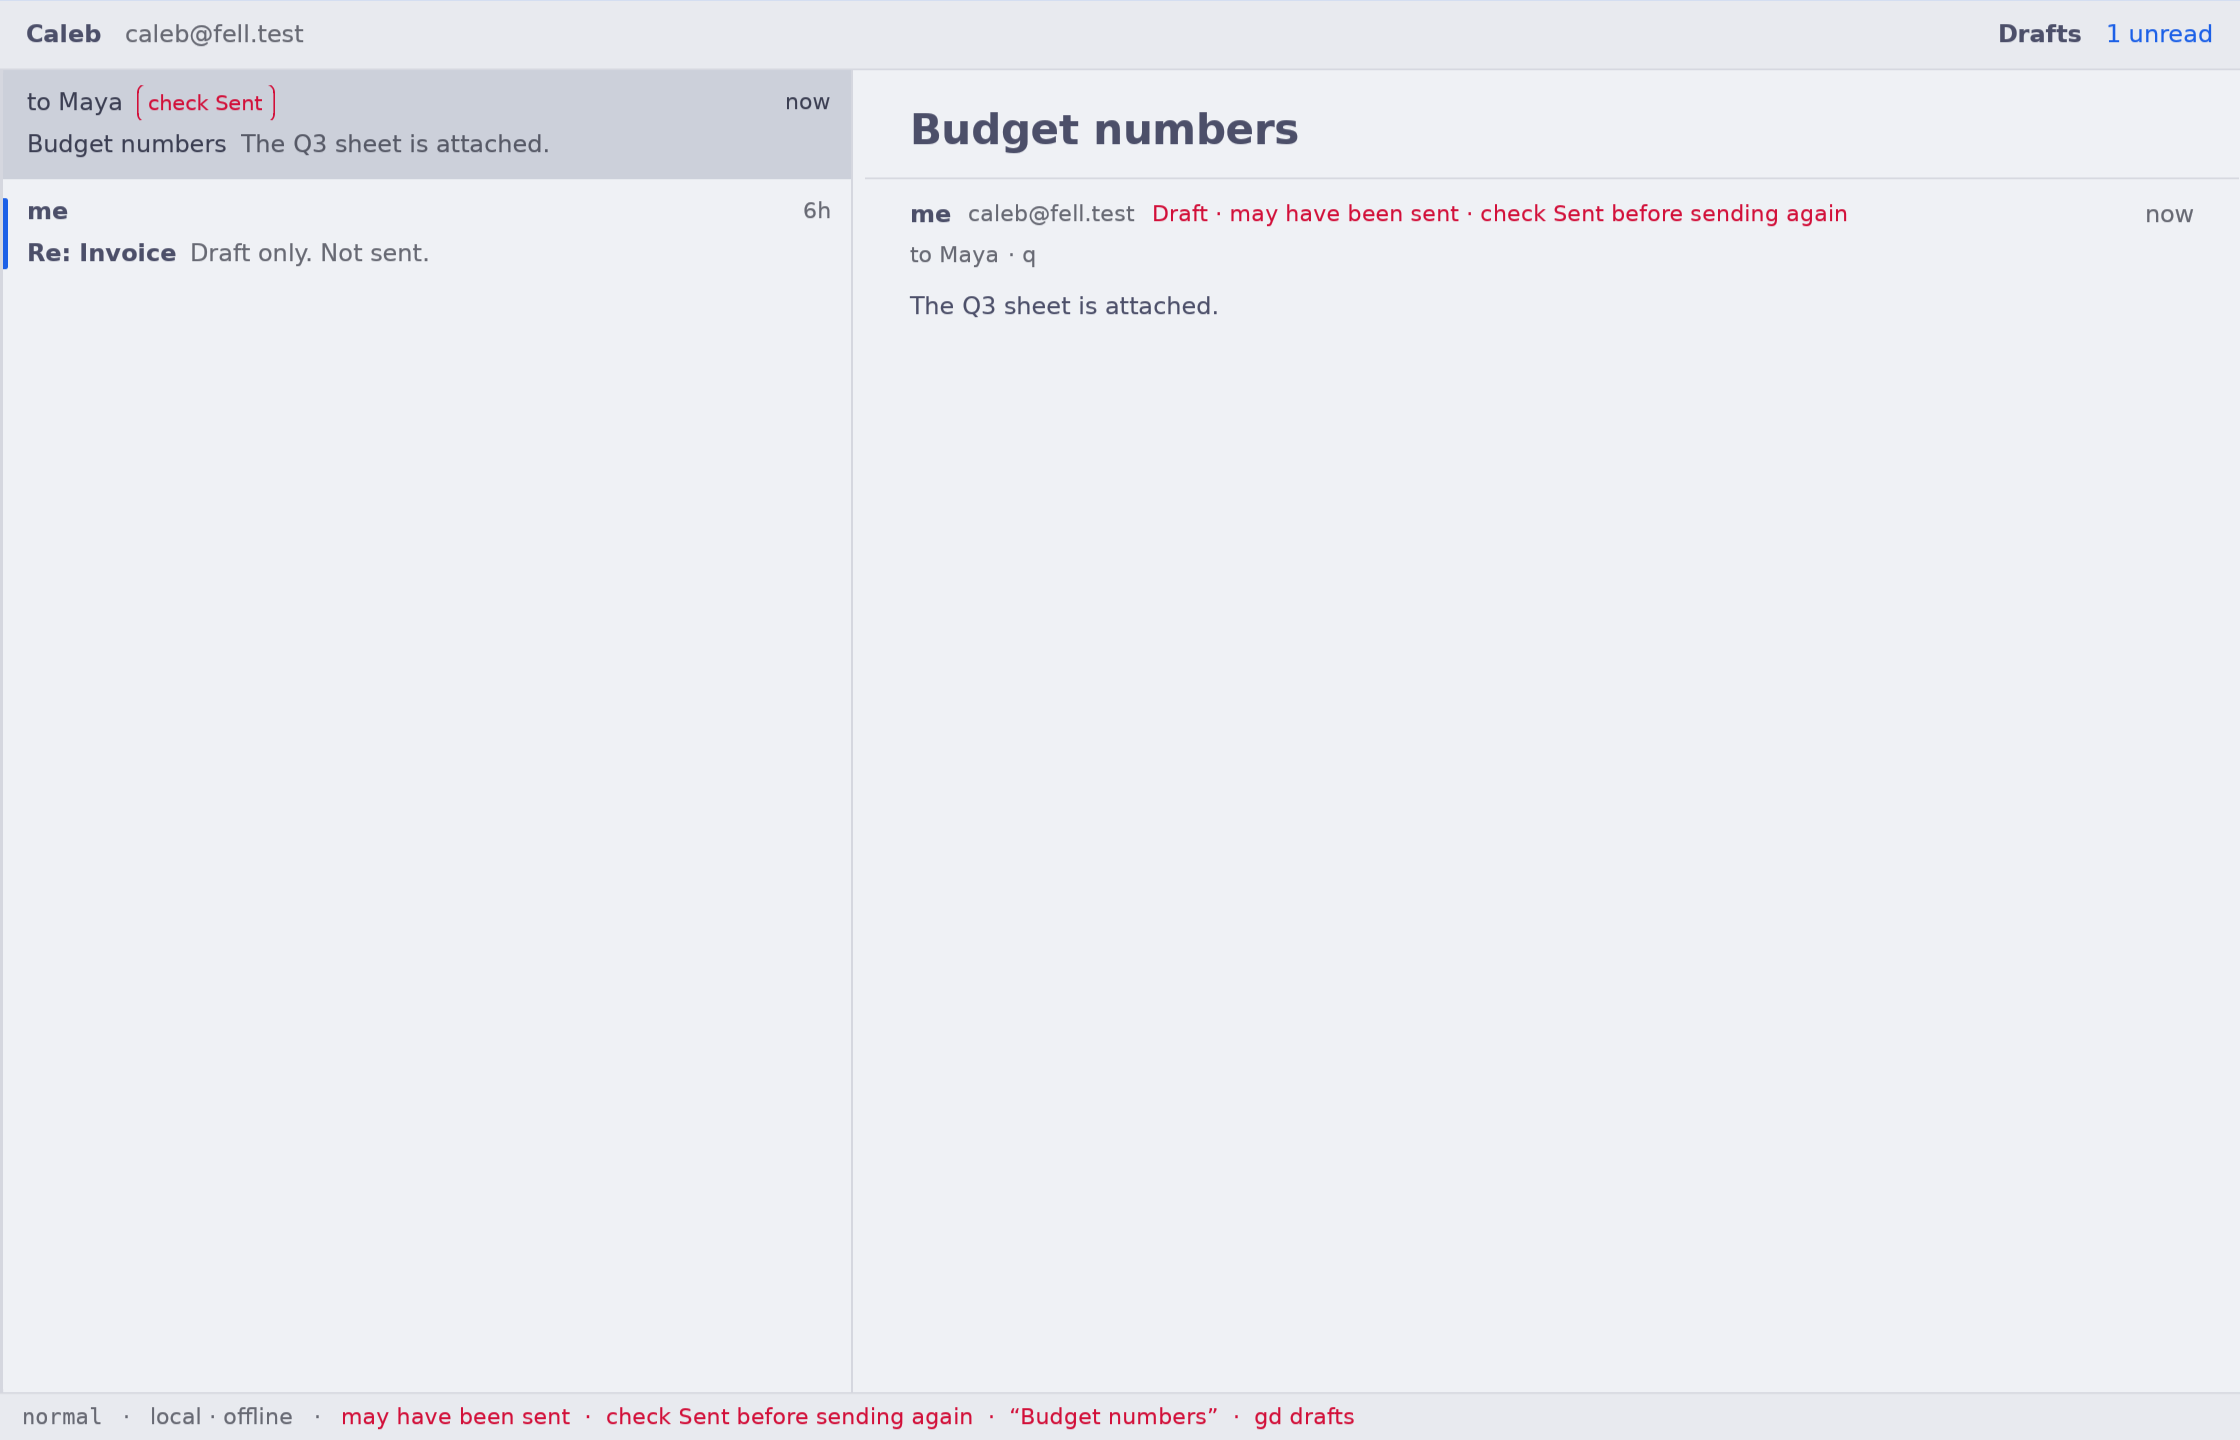 Caleb caleb@fell.test Drafts 1 unread
to Maya check Sent now
Budget numbers The Q3 sheet is attached.
me 6h
Re: Invoice Draft only. Not sent.
Budget numbers
me caleb@fell.test Draft · may have been sent · check Sent before sending again now
to Maya · q
The Q3 sheet is attached.
normal · local · offline · may have been sent · check Sent before sending again · “Budget numbers” · gd drafts